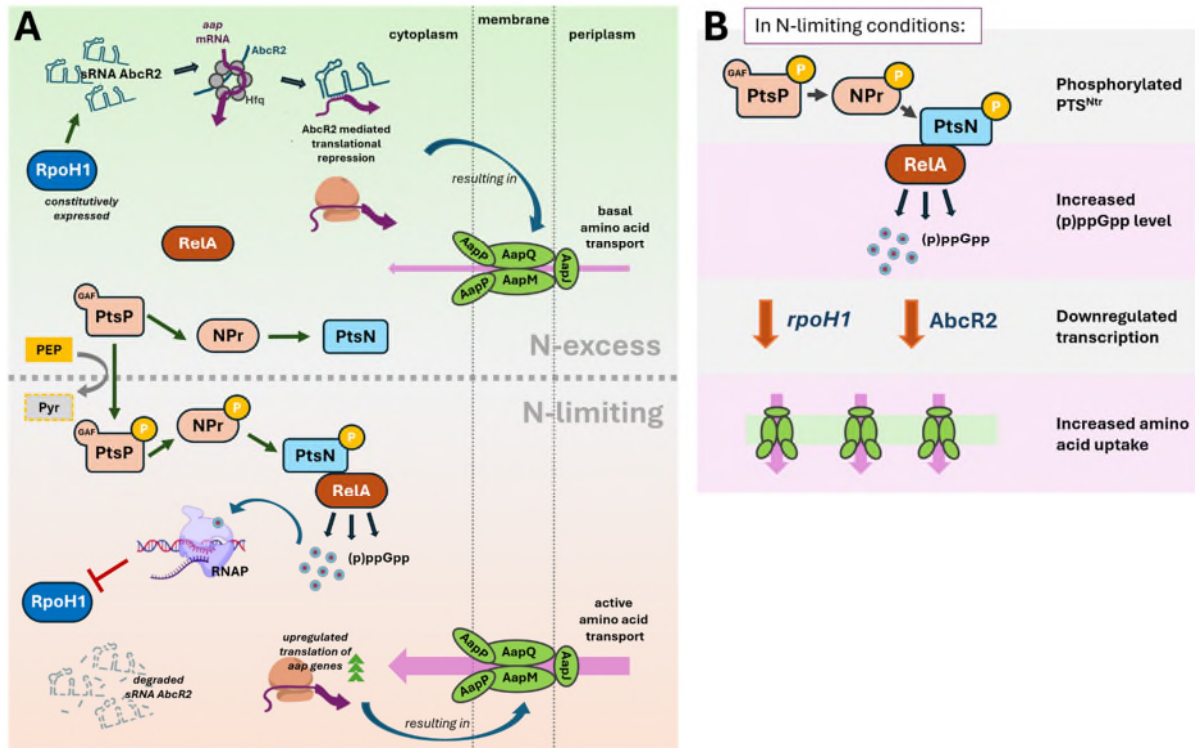 A
cytoplasm
membrane
periplasm
aap
mRNA
AbcR2
sRNA AbcR2
Hfq
AbcR2 mediated
translational
repression
RpoH1
constitutively
expressed
resulting in
RelA
basal
amino acid
transport
AapP
AapQ
AapJ
AapP
AapM
GAF
PtsP
NPr
PtsN
PEP
N-excess
N-limiting
Pyr
GAF
P
PtsP
P
NPr
P
PtsN
RelA
(p)ppGpp
RNAP
RpoH1
active
amino acid
transport
upregulated
translation of
aap genes
AapP
AapQ
AapJ
AapP
AapM
degraded
sRNA AbcR2
resulting in
B
In N-limiting conditions:
GAF
P
PtsP
P
NPr
P
PtsN
Phosphorylated
PTSNtr
RelA
(p)ppGpp
Increased
(p)ppGpp level
rpoH1
AbcR2
Downregulated
transcription
Increased amino
acid uptake